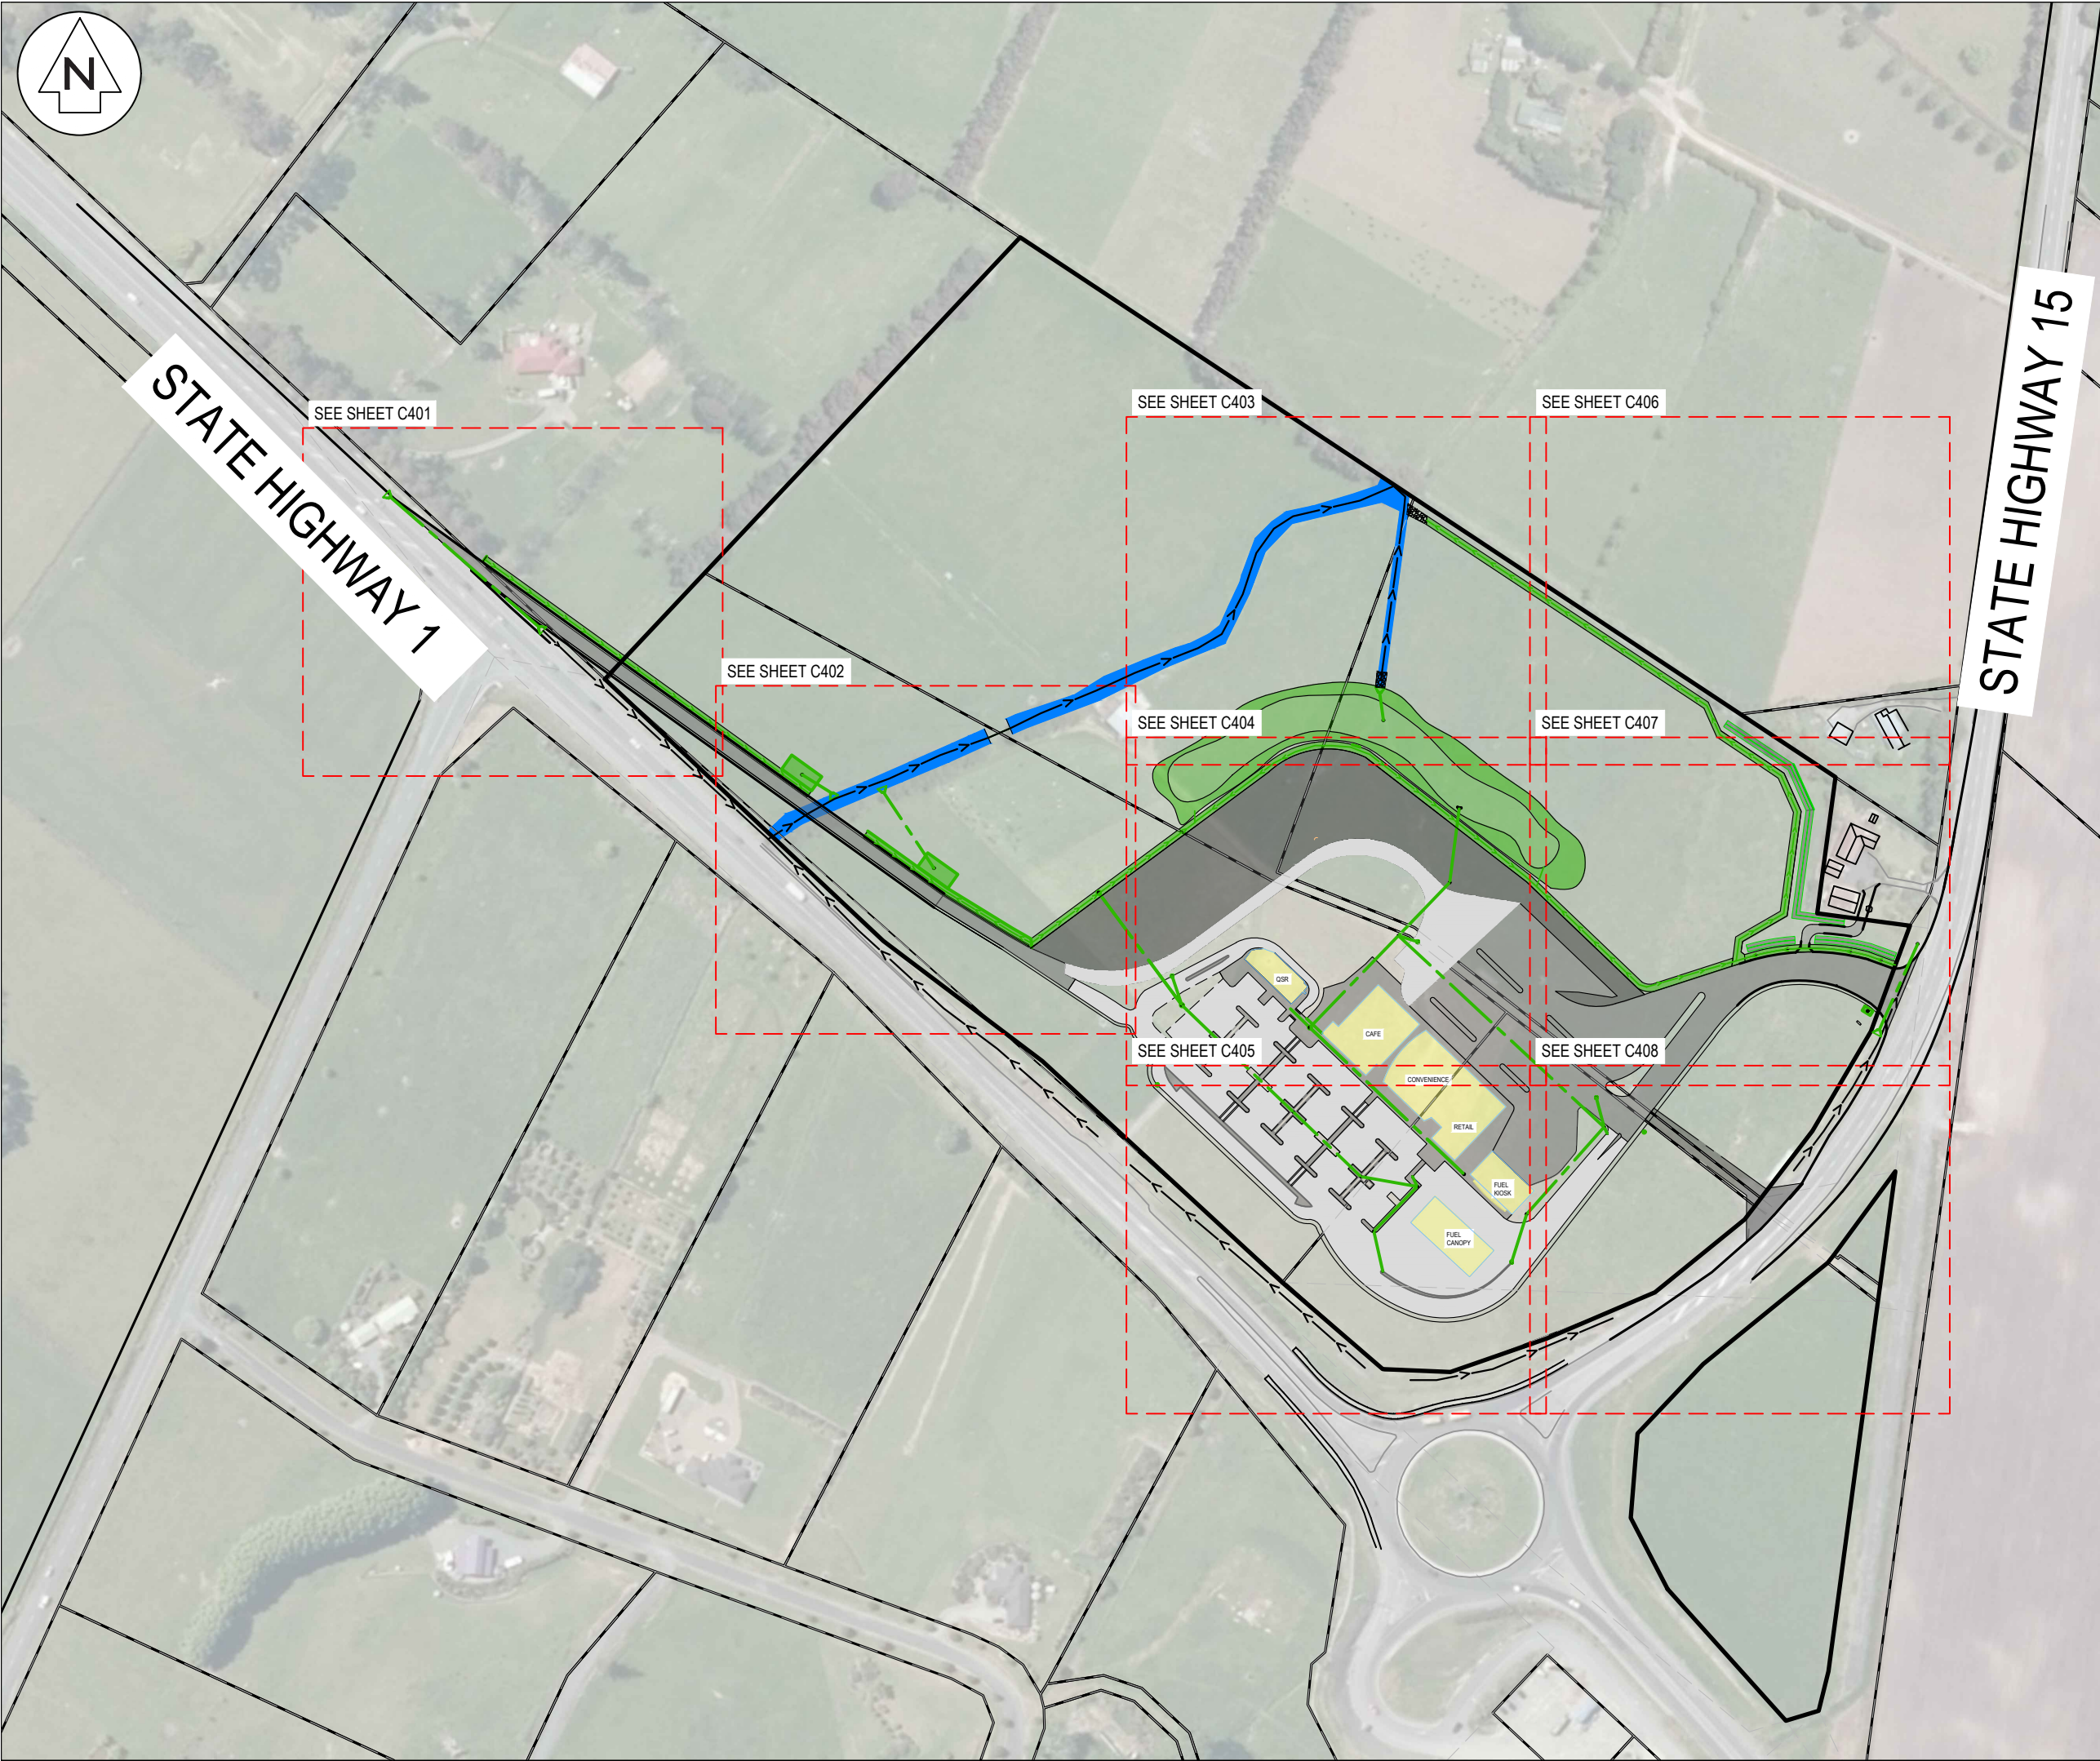 N
STATE HIGHWAY 1
STATE HIGHWAY 15
SEE SHEET C401
SEE SHEET C403
SEE SHEET C406
SEE SHEET C402
SEE SHEET C404
SEE SHEET C407
QSR
CAFE
SEE SHEET C405
SEE SHEET C408
CONVENIENCE
RETAIL
FUEL
KIOSK
FUEL
CANOPY